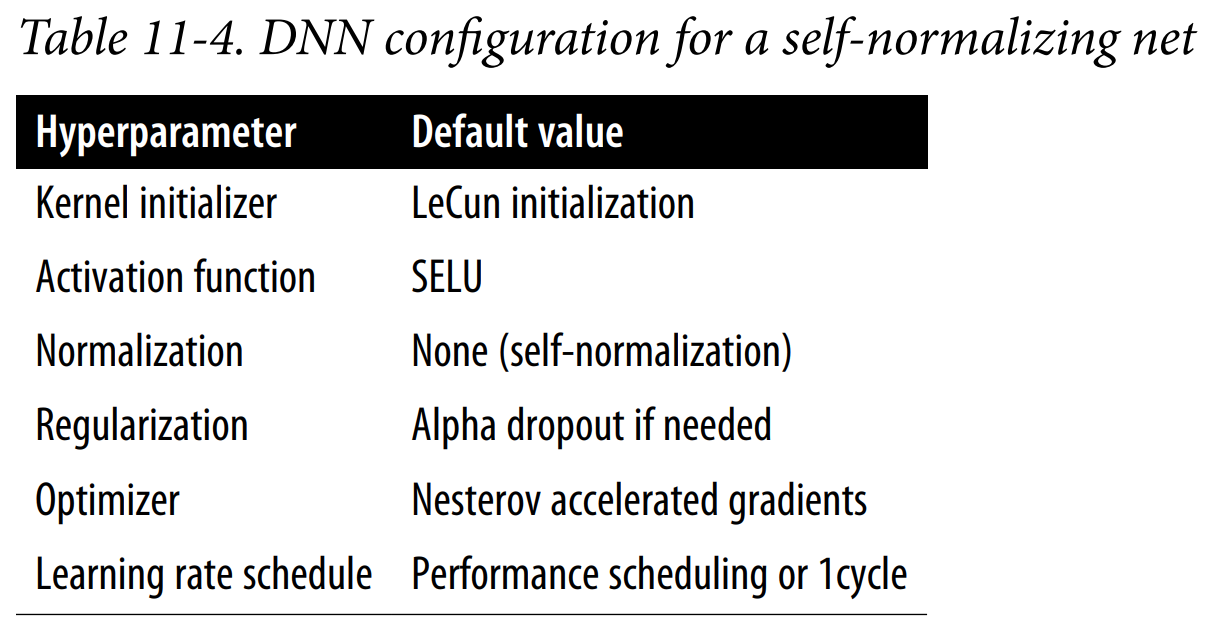 Table 11-4. DNN configuration for a self-normalizing net
Hyperparameter Default value
Kernel initializer LeCun initialization
Activation function SELU
Normalization None (self-normalization)
Regularization Alpha dropout if needed
Optimizer Nesterov accelerated gradients
Learning rate schedule Performance scheduling or 1cycle